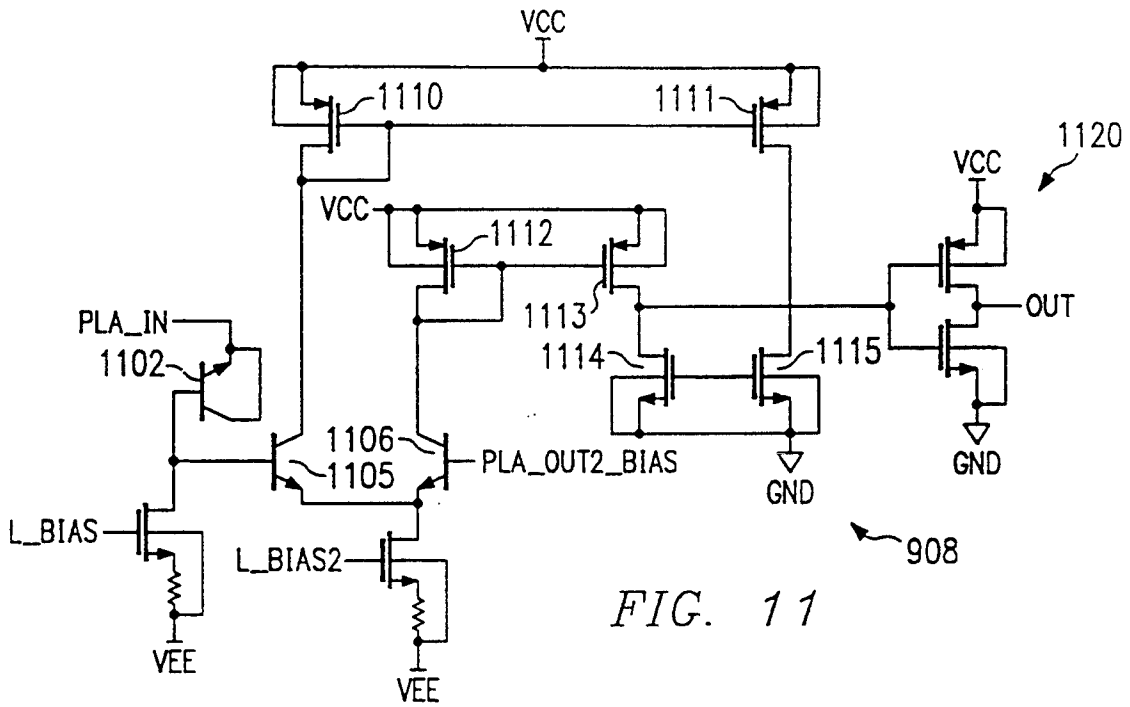 VCC
1110
1111
1120
VCC
VCC
1112
1113
OUT
PLA_IN
1102
1114
1115
1106
PLA_OUT2_BIAS
1105
GND
GND
L_BIAS
L_BIAS2
908
FIG. 11
VEE
VEE